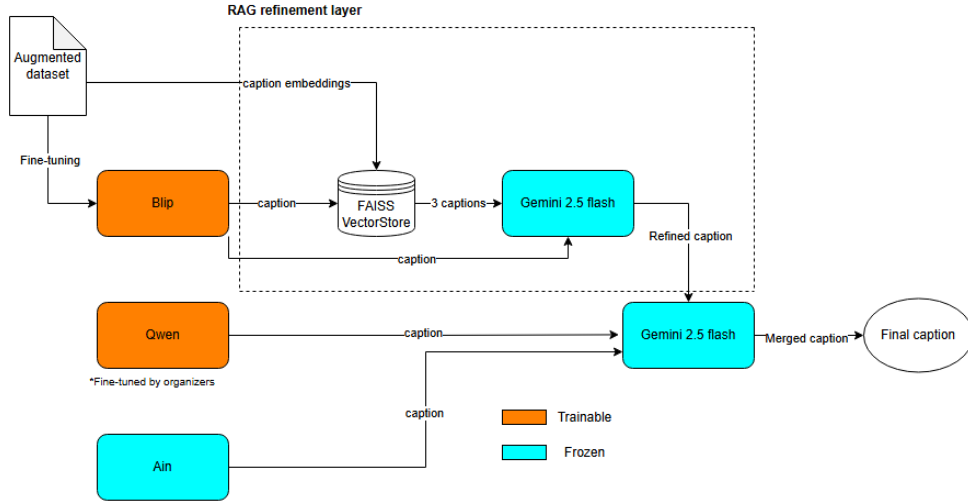 RAG refinement layer
Augmented
dataset
caption embeddings
Fine-tuning
Blip
caption
FAISS
VectorStore
3 captions
Gemini 2.5 flash
Refined caption
caption
Qwen
caption
Gemini 2.5 flash
Merged caption
Final caption
*Fine-tuned by organizers
caption
Trainable
Ain
Frozen